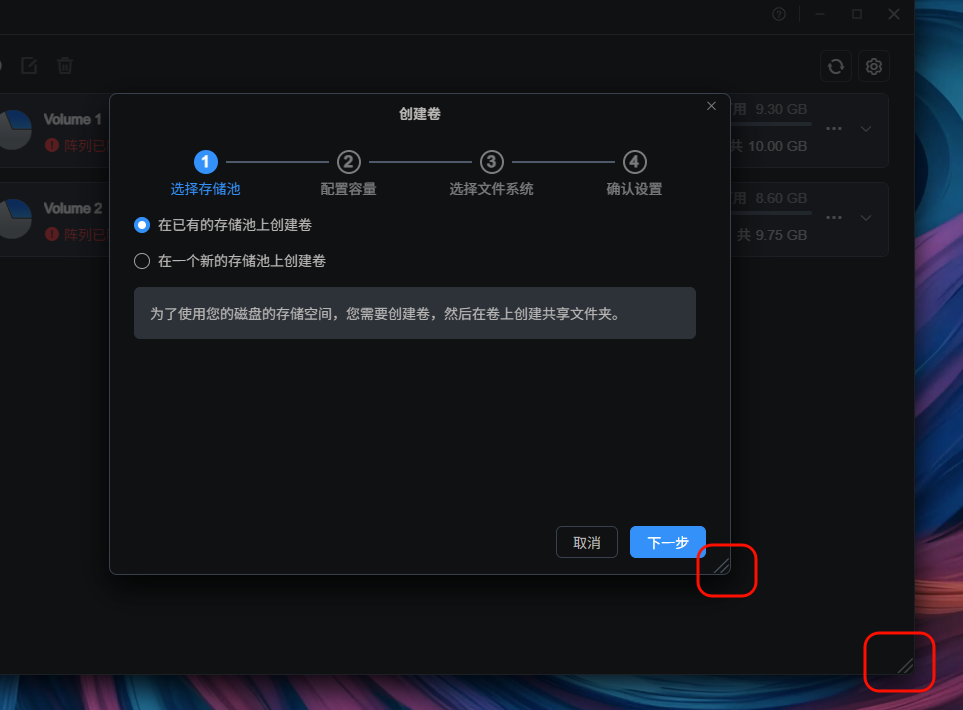 创建卷
Volume 1
阵列已
用 9.30 GB
共 10.00 GB
1 2 3 4
选择存储池 配置容量 选择文件系统 确认设置
Volume 2
阵列已
用 8.60 GB
共 9.75 GB
在已有的存储池上创建卷
在一个新的存储池上创建卷
为了使用您的磁盘的存储空间，您需要创建卷，然后在卷上创建共享文件夹。
取消 下一步